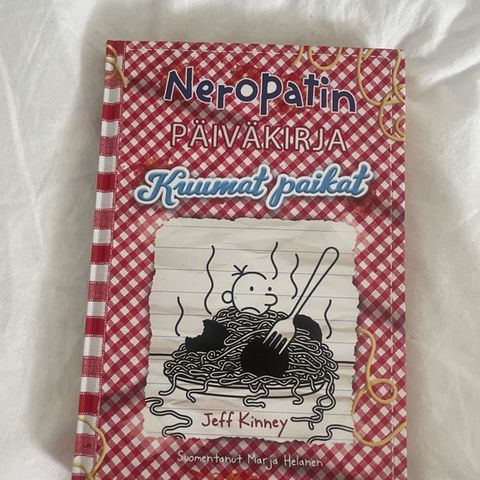 Neropatin
PÄIVÄKIRJA
Kuumat paikat
Jeff Kinney
Suomentanut Marja Helanen